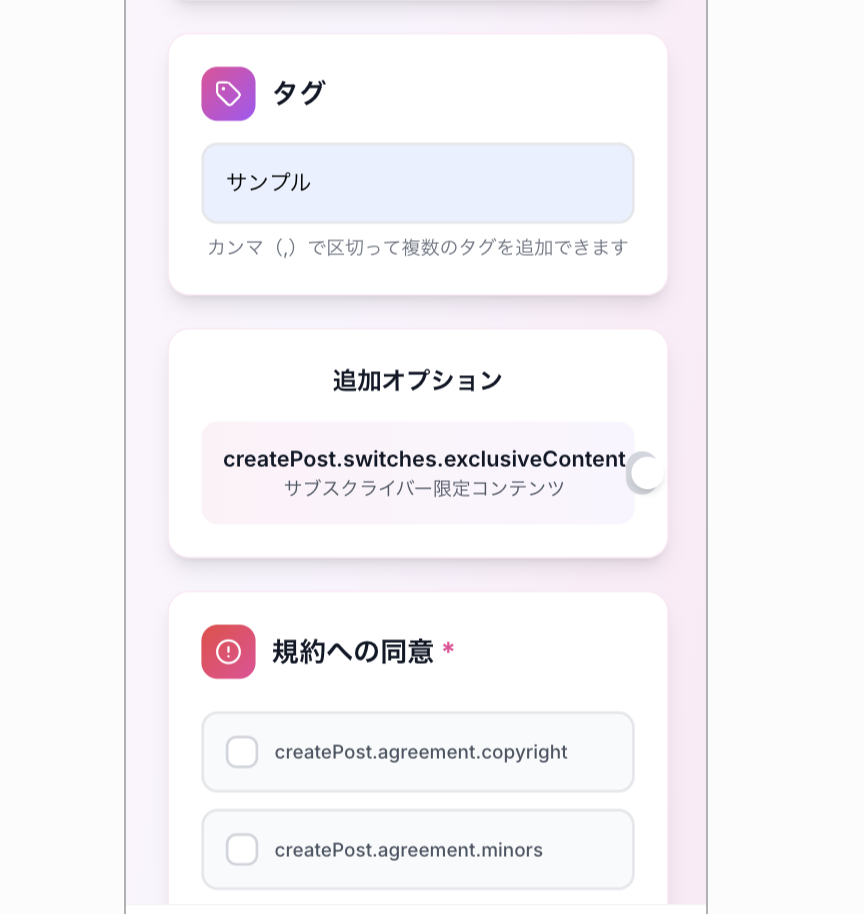 タグ
サンプル
カンマ（,）で区切って複数のタグを追加できます
追加オプション
createPost.switches.exclusiveContent
サブスクライバー限定コンテンツ
規約への同意 *
createPost.agreement.copyright
createPost.agreement.minors